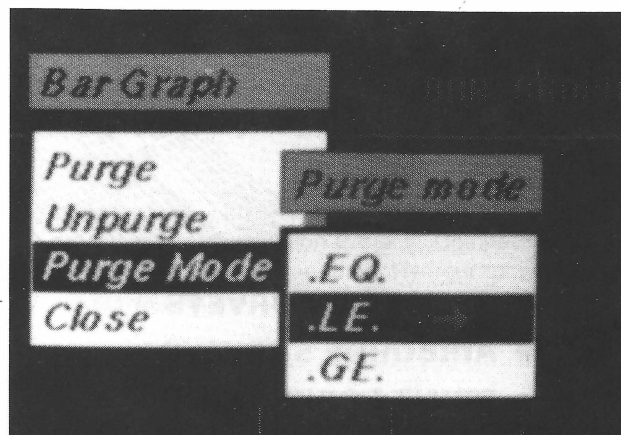 Bar Graph
Purge
Unpurge
Purge Mode
Close
Purge mode
.EQ.
.LE.
.GE.